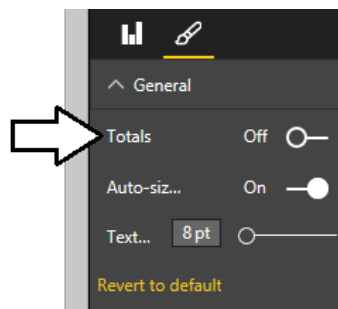 General
Totals Off
Auto-siz... On
Text... 8 pt
Revert to default